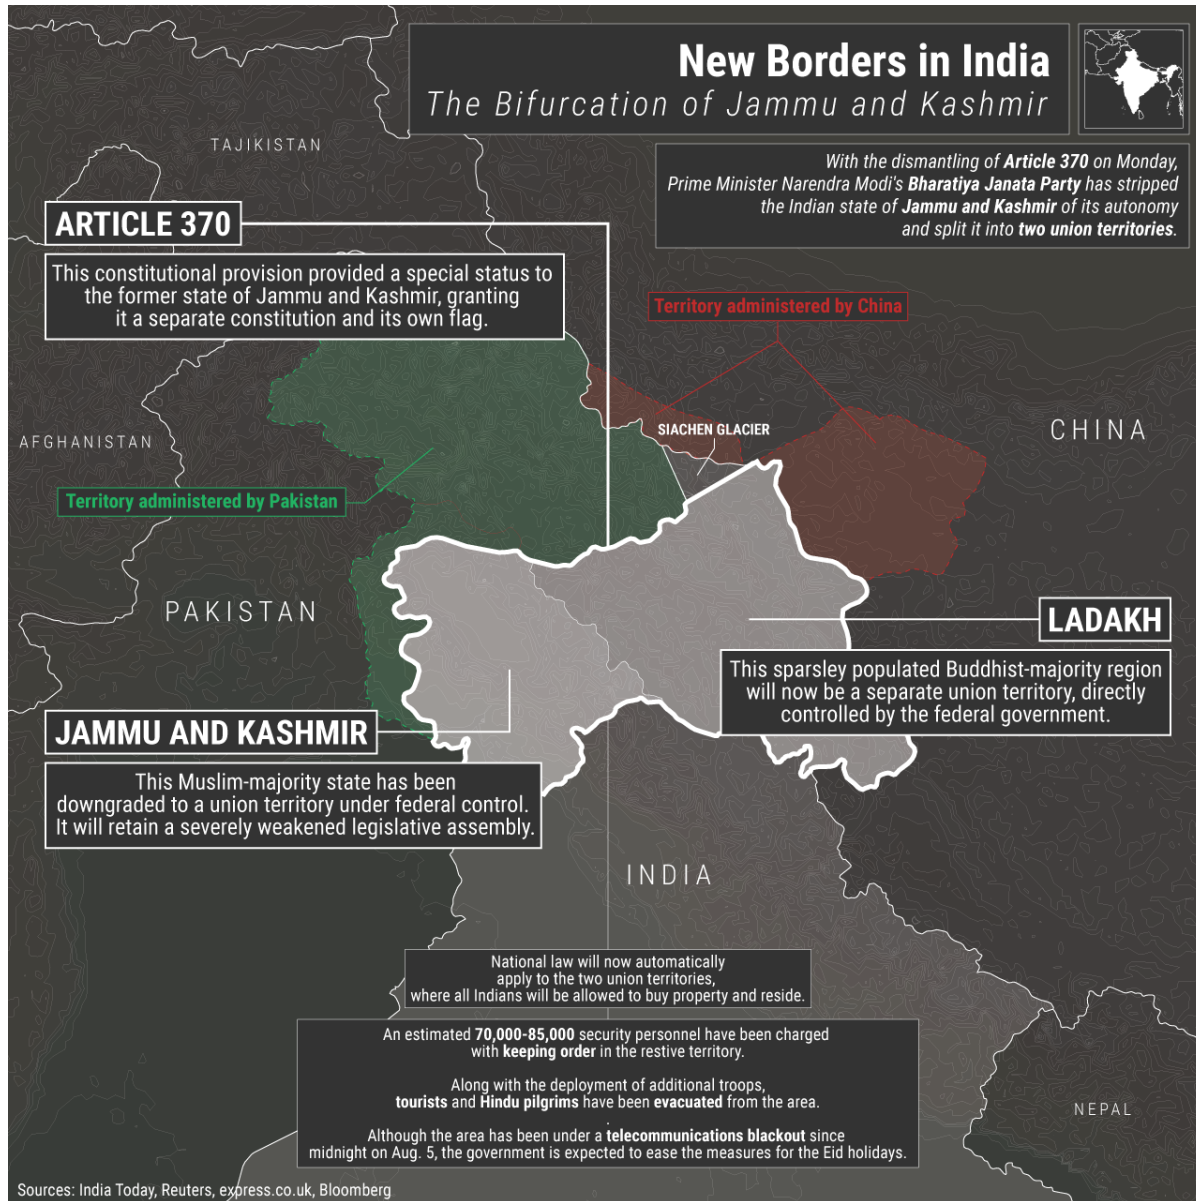 New Borders in India
The Bifurcation of Jammu and Kashmir
With the dismantling of Article 370 on Monday,
Prime Minister Narendra Modi's Bharatiya Janata Party has stripped
the Indian state of Jammu and Kashmir of its autonomy
and split it into two union territories.
TAJIKISTAN
ARTICLE 370
This constitutional provision provided a special status to
the former state of Jammu and Kashmir, granting
it a separate constitution and its own flag.
Territory administered by China
SIACHEN GLACIER
CHINA
AFGHANISTAN
Territory administered by Pakistan
PAKISTAN
LADAKH
This sparsley populated Buddhist-majority region
will now be a separate union territory, directly
controlled by the federal government.
JAMMU AND KASHMIR
This Muslim-majority state has been
downgraded to a union territory under federal control.
It will retain a severely weakened legislative assembly.
INDIA
National law will now automatically
apply to the two union territories,
where all Indians will be allowed to buy property and reside.
An estimated 70,000-85,000 security personnel have been charged
with keeping order in the restive territory.
Along with the deployment of additional troops,
tourists and Hindu pilgrims have been evacuated from the area.
.
Although the area has been under a telecommunications blackout since
midnight on Aug. 5, the government is expected to ease the measures for the Eid holidays.
NEPAL
Sources: India Today, Reuters, express.co.uk, Bloomberg